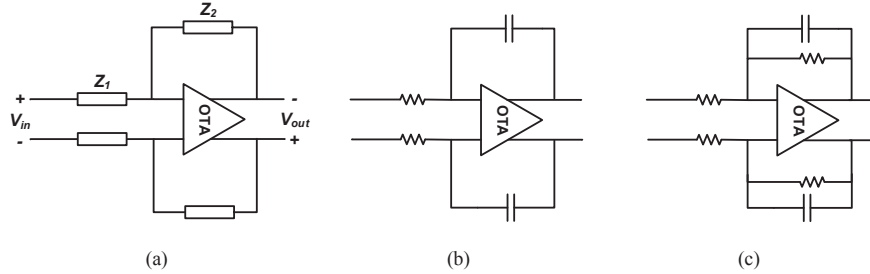 Z2
Z1
+
-
Vin
OTA
Vout
-
+
OTA
OTA
(a)
(b)
(c)